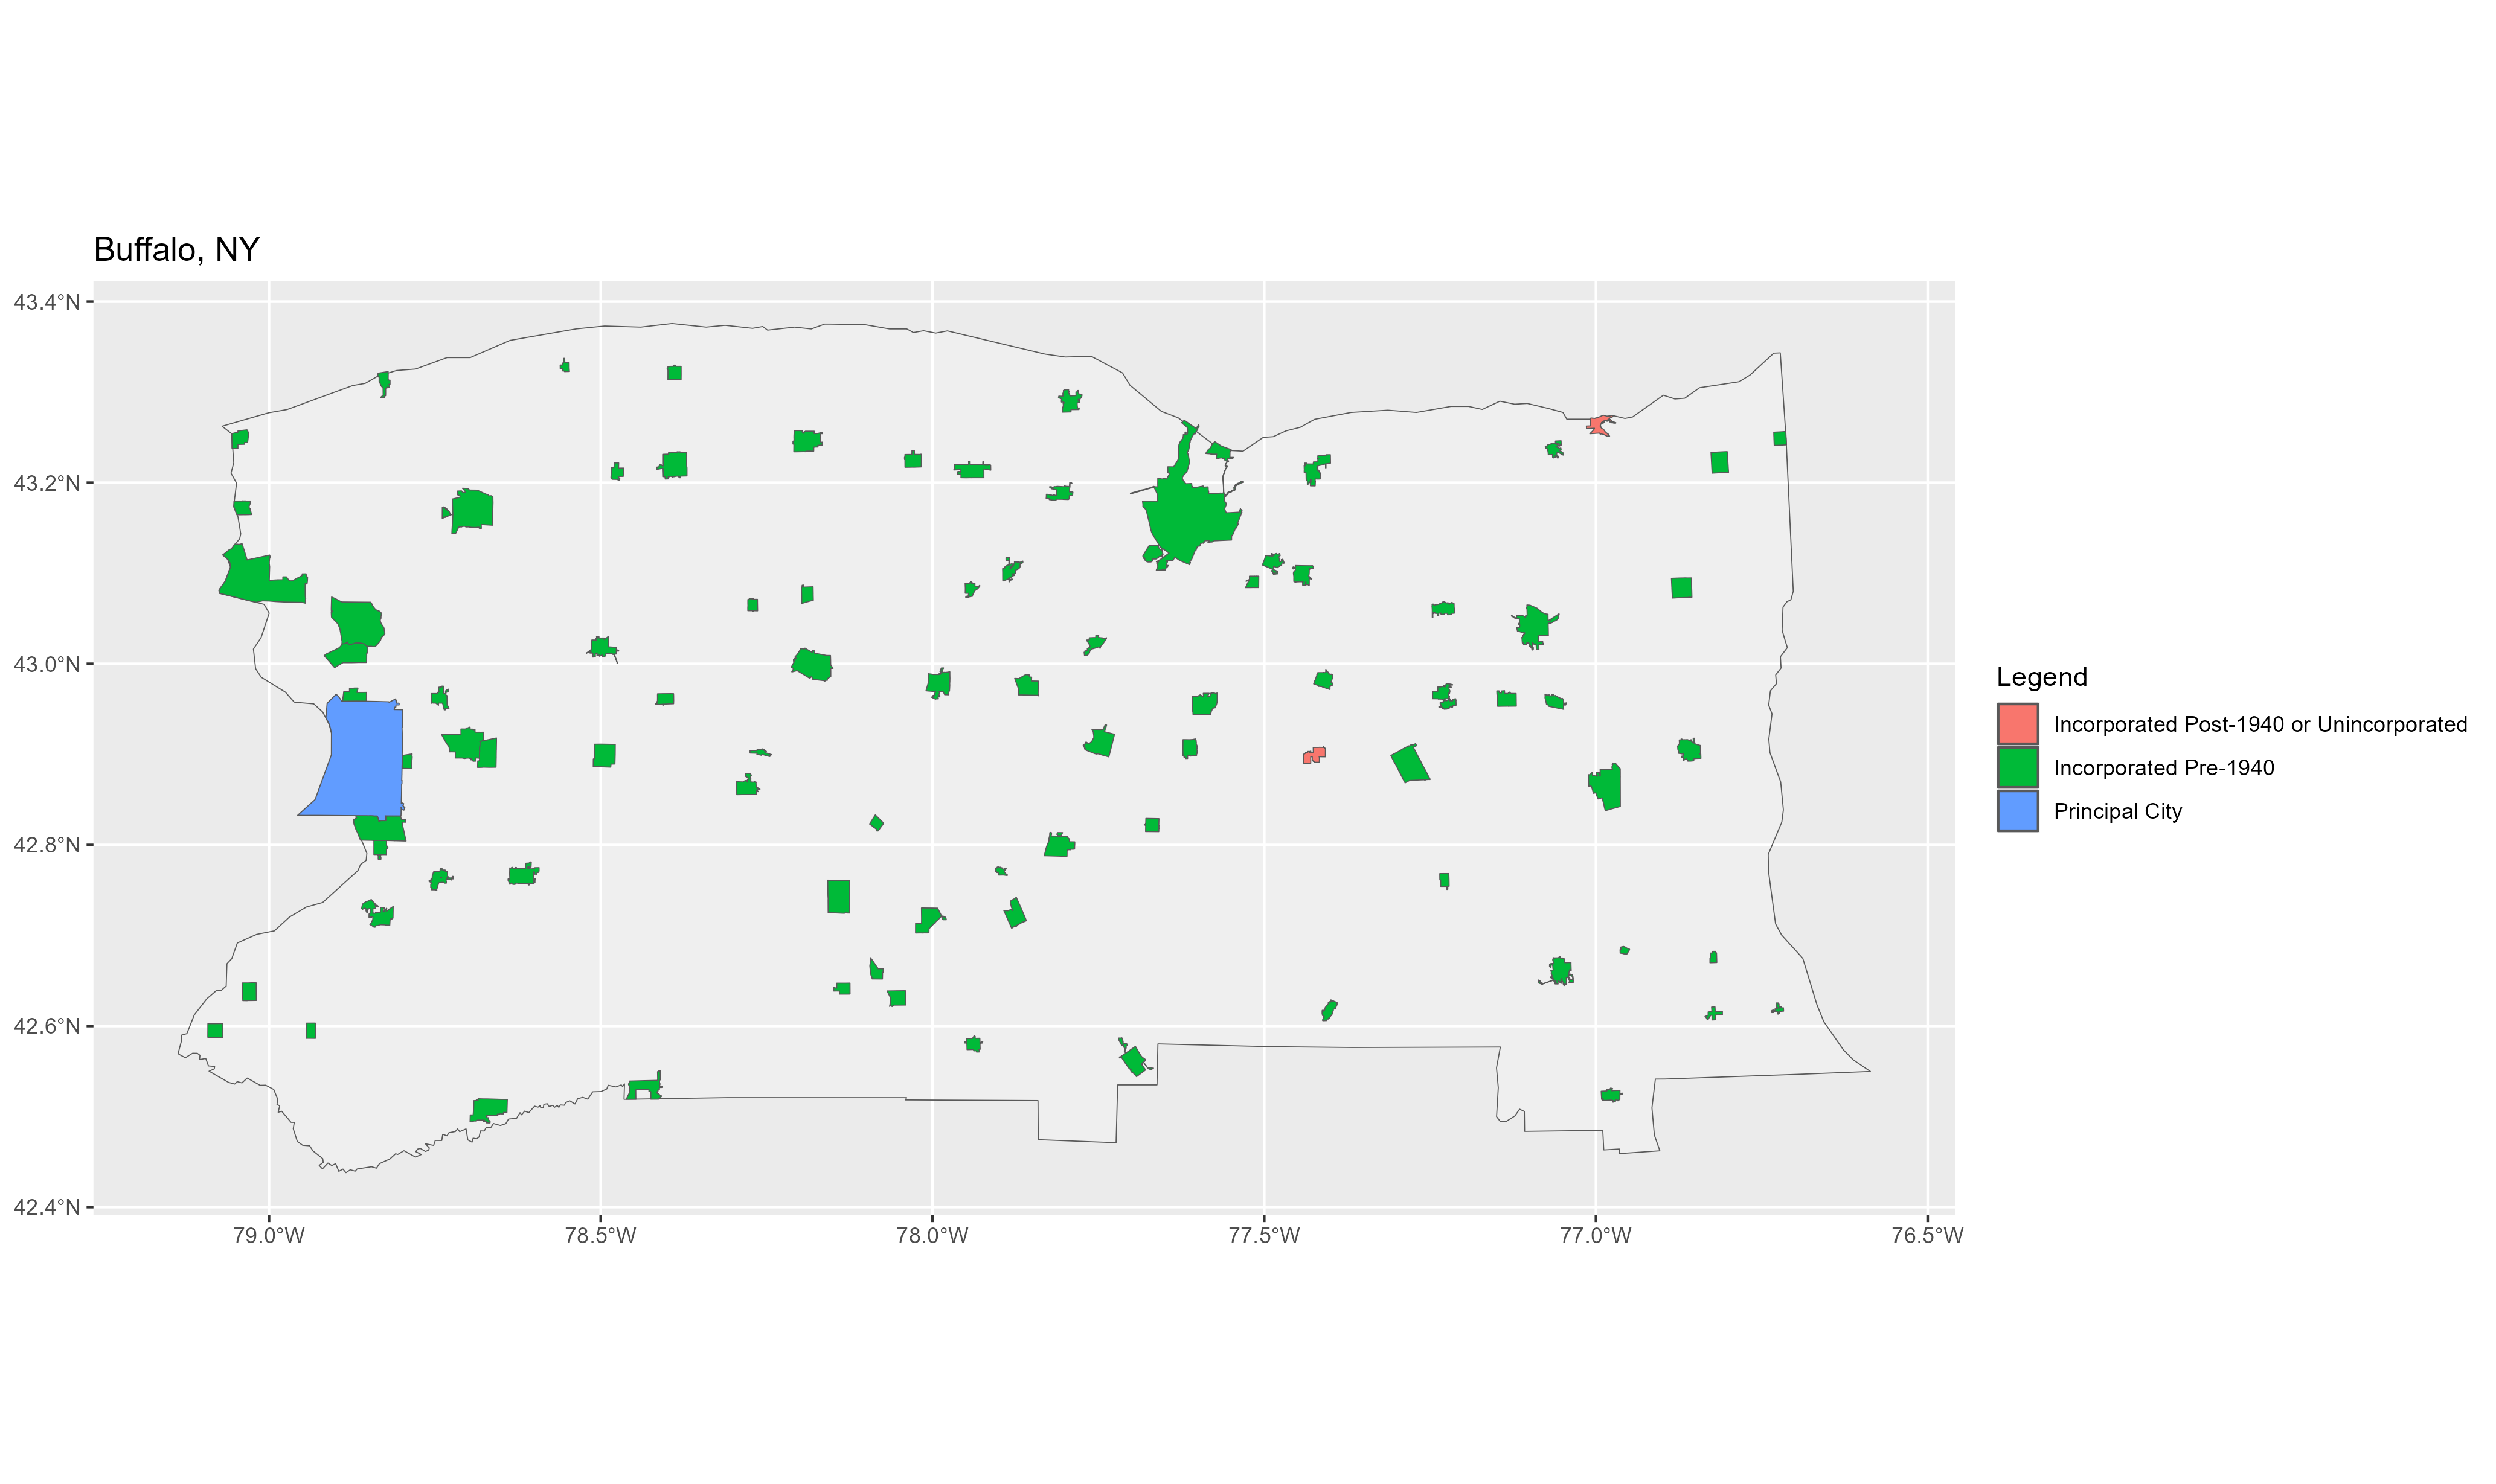 Buffalo, NY
43.4°N
43.2°N
43.0°N
42.8°N
42.6°N
42.4°N
79.0°W
78.5°W
78.0°W
77.5°W
77.0°W
76.5°W
Legend
Incorporated Post-1940 or Unincorporated
Incorporated Pre-1940
Principal City